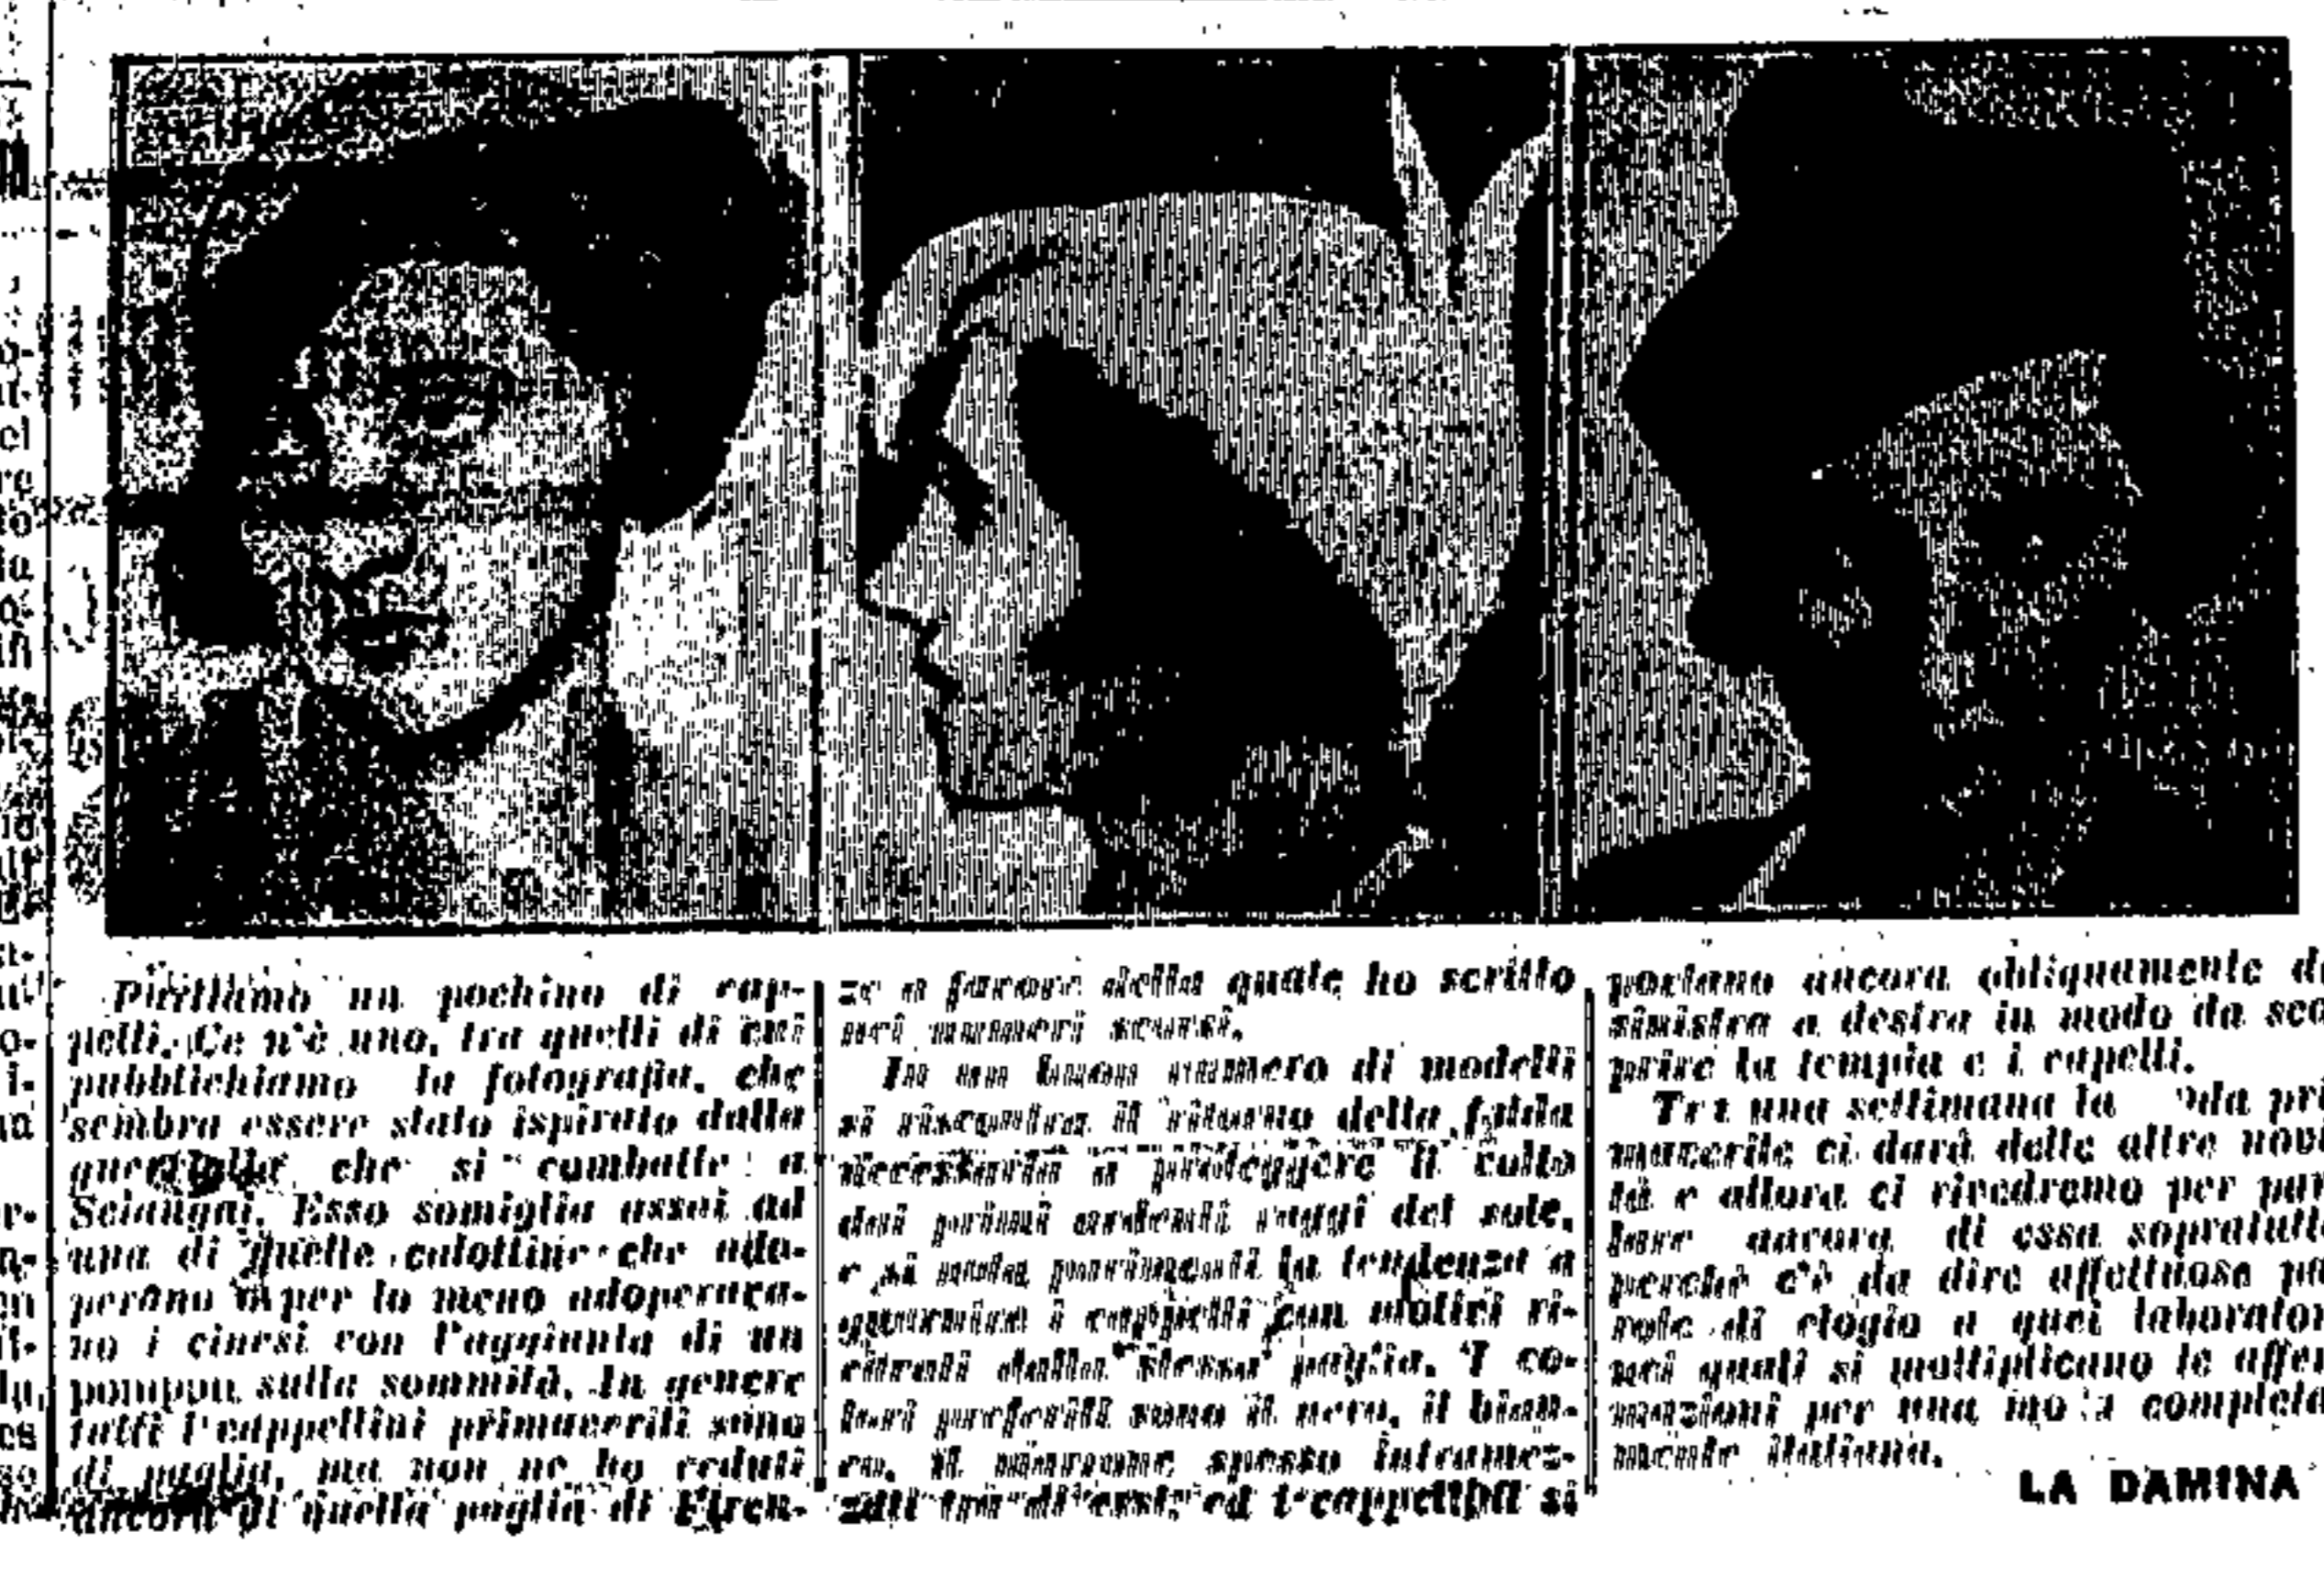 Parliamo un pochino di cap-
pelli. Ce n'è uno, tra quelli di cui
pubblichiamo la fotografia, che
sembra essere stato ispirato dalla
che si combatte a
Sciangai. Esso somiglia assai ad
una di quelle calottine che ado-
perano o per lo meno adoperava-
no i cinesi con l'aggiunta di un
pompon sulla sommità. In genere
tutti i cappellini primaverili sono
di paglia, ma non ne ho veduti
ancora di quella paglia di Firen-
ze a favore della quale ho scritto
nei numeri scorsi.
In un buon numero di modelli
si riscontra il ritorno della falda
necessaria a proteggere il collo
dai primi ardenti raggi del sole,
e si nota parimenti la tendenza a
guarnire i cappelli con motivi ri-
cavati dalla stessa paglia. I co-
lori preferiti sono il nero, il bian-
co, il marrone spesso intramez-
zati tra di essi, ed i cappellini si
portano ancora obliquamente da
sinistra a destra in modo da sco-
prire la tempia e i capelli.
Tra una settimana la pri-
maverile ci darà delle altre novi-
tà e allora ci rivedremo per par-
lare ancora di essa sopratutto
perchè c'è da dire affettuose pa-
role di elogio a quei laboratori
nei quali si moltiplicano le affer-
mazioni per una moda completa-
mente italiana.
LA DAMINA